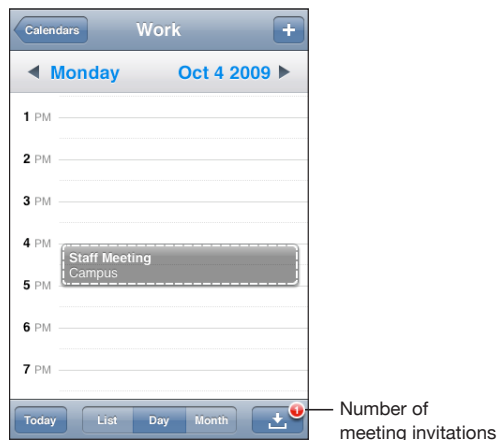 Calendars Work +
Monday Oct 4 2009
1 PM
2 PM
3 PM
4 PM
Staff Meeting
Campus
5 PM
6 PM
7 PM
Today List Day Month 1
Number of
meeting invitations